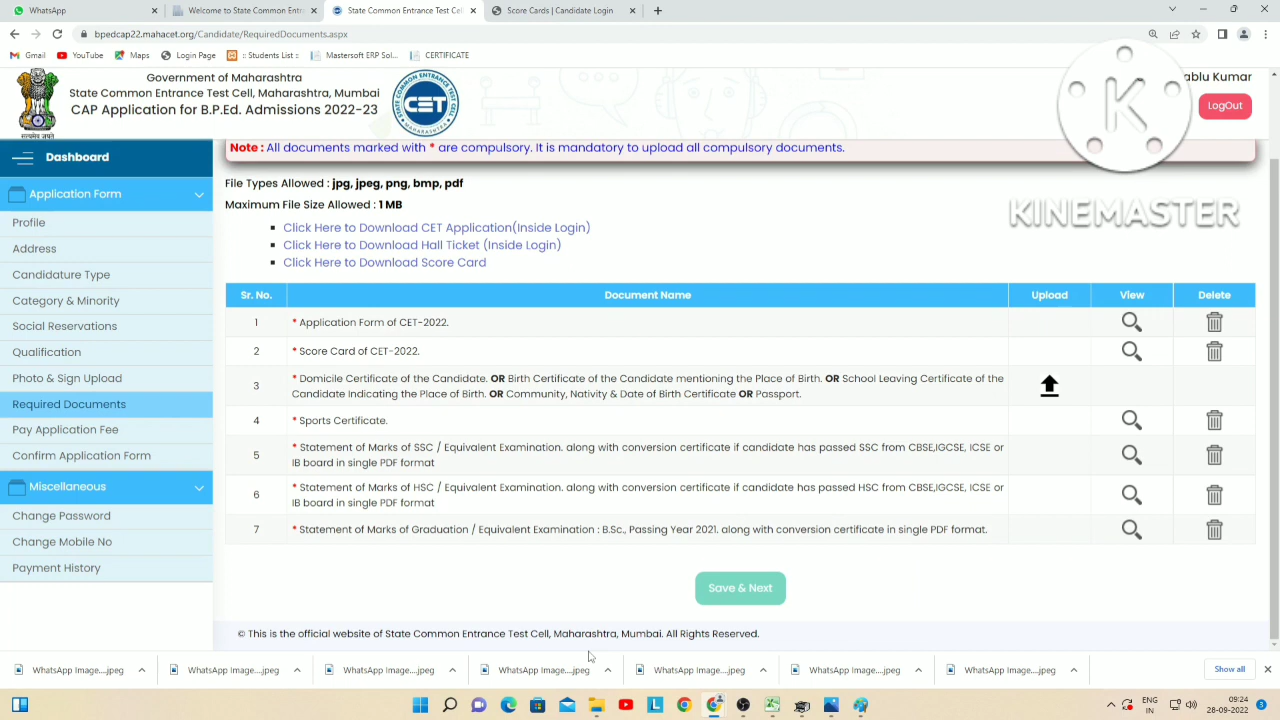 WhatsApp
Welcome to State Common Entr
State Common Entrance Test Cel
Score Cards | Candidate Login
bpedcap22.mahacet.org/Candidate/RequiredDocuments.aspx
Gmail
YouTube
Maps
Login Page
:: Students List ::
Mastersoft ERP Sol...
CERTIFICATE
Government of Maharashtra
State Common Entrance Test Cell, Maharashtra, Mumbai
CAP Application for B.P.Ed. Admissions 2022-23
सत्यमेव जयते
STATE COMMON ENTRANCE TEST CELL
CET
MAHARASHTRA
ablu Kumar
LogOut
K
KINEMASTER
Dashboard
Application Form
Profile
Address
Candidature Type
Category & Minority
Social Reservations
Qualification
Photo & Sign Upload
Required Documents
Pay Application Fee
Confirm Application Form
Miscellaneous
Change Password
Change Mobile No
Payment History
Note : All documents marked with * are compulsory. It is mandatory to upload all compulsory documents.
File Types Allowed : jpg, jpeg, png, bmp, pdf
Maximum File Size Allowed : 1 MB
Click Here to Download CET Application(Inside Login)
Click Here to Download Hall Ticket (Inside Login)
Click Here to Download Score Card
Sr. No. Document Name Upload View Delete
1 * Application Form of CET-2022.
2 * Score Card of CET-2022.
3 * Domicile Certificate of the Candidate. OR Birth Certificate of the Candidate mentioning the Place of Birth. OR School Leaving Certificate of the
Candidate Indicating the Place of Birth. OR Community, Nativity & Date of Birth Certificate OR Passport.
4 * Sports Certificate.
5 * Statement of Marks of SSC / Equivalent Examination. along with conversion certificate if candidate has passed SSC from CBSE,IGCSE, ICSE or
IB board in single PDF format
6 * Statement of Marks of HSC / Equivalent Examination. along with conversion certificate if candidate has passed HSC from CBSE,IGCSE, ICSE or
IB board in single PDF format
7 * Statement of Marks of Graduation / Equivalent Examination : B.Sc., Passing Year 2021. along with conversion certificate in single PDF format.
Save & Next
© This is the official website of State Common Entrance Test Cell, Maharashtra, Mumbai. All Rights Reserved.
WhatsApp Image....jpeg
WhatsApp Image....jpeg
WhatsApp Image....jpeg
WhatsApp Image....jpeg
WhatsApp Image....jpeg
WhatsApp Image....jpeg
WhatsApp Image....jpeg
Show all
ENG
IN
09:24
28-09-2022
3